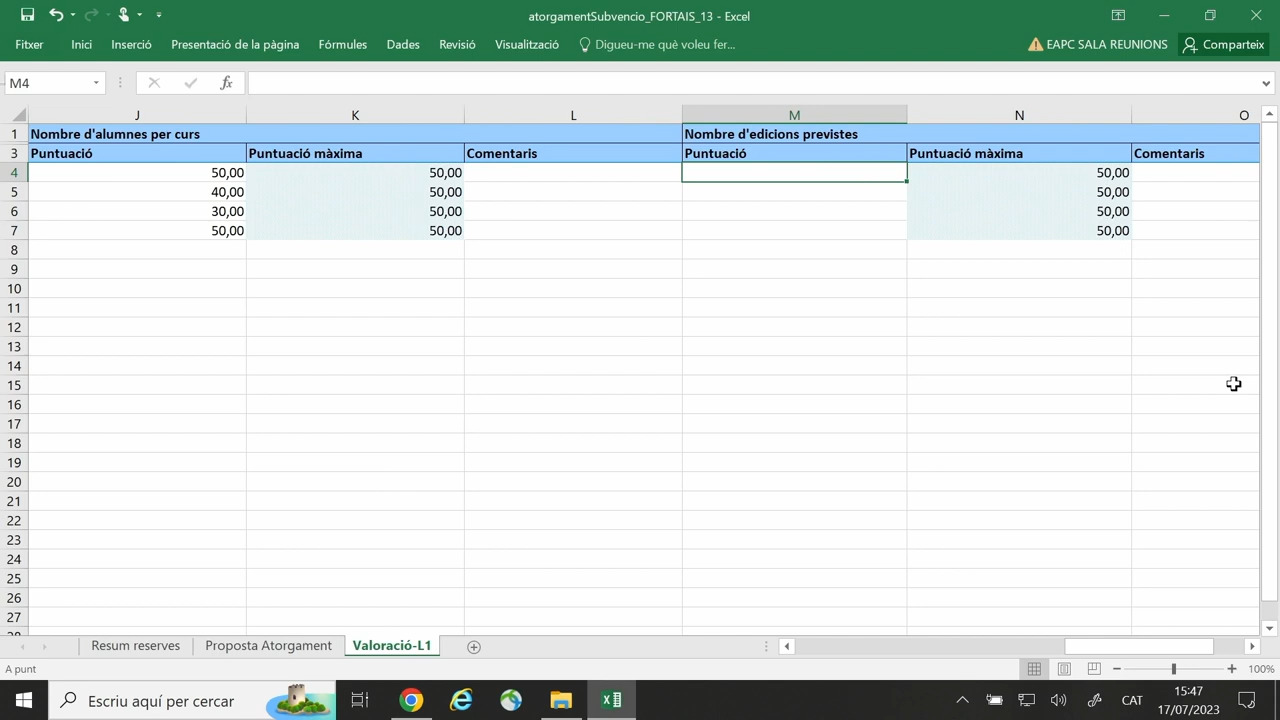 atorgamentSubvencio_FORTAIS_13 - Excel
Fitxer Inici Inserció Presentació de la pàgina Fórmules Dades Revisió Visualització Digueu-me què voleu fer... EAPC SALA REUNIONS Comparteix
M4 fx
J K L M N O
1 Nombre d'alumnes per curs Nombre d'edicions previstes
3 Puntuació Puntuació màxima Comentaris Puntuació Puntuació màxima Comentaris
4 50,00 50,00 50,00
5 40,00 50,00 50,00
6 30,00 50,00 50,00
7 50,00 50,00 50,00
8
9
10
11
12
13
14
15
16
17
18
19
20
21
22
23
24
25
26
27
28
Resum reserves Proposta Atorgament Valoració-L1
A punt 100%
Escriu aquí per cercar CAT 15:47
17/07/2023